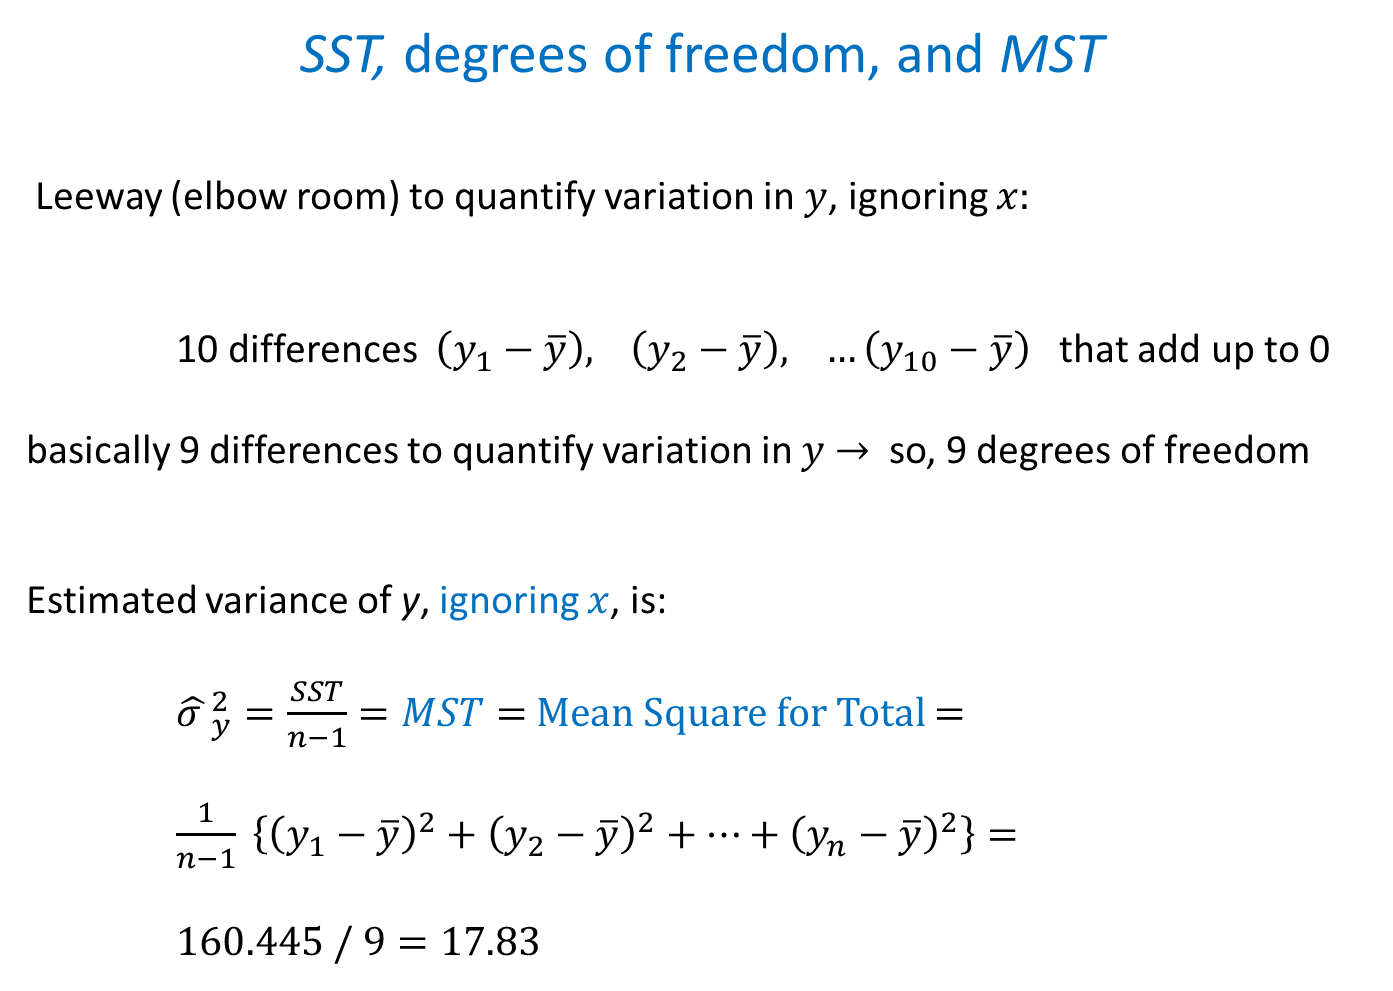 SST, degrees of freedom, and MST
Leeway (elbow room) to quantify variation in y, ignoring x:
10 differences (y₁ − ȳ), (y₂ − ȳ), … (y₁₀ − ȳ) that add up to 0
basically 9 differences to quantify variation in y → so, 9 degrees of freedom
Estimated variance of y, ignoring x, is:
σ̂²_y = SST/(n−1) = MST = Mean Square for Total =
1/(n−1) {(y₁ − ȳ)² + (y₂ − ȳ)² + ⋯ + (yₙ − ȳ)²} =
160.445 / 9 = 17.83